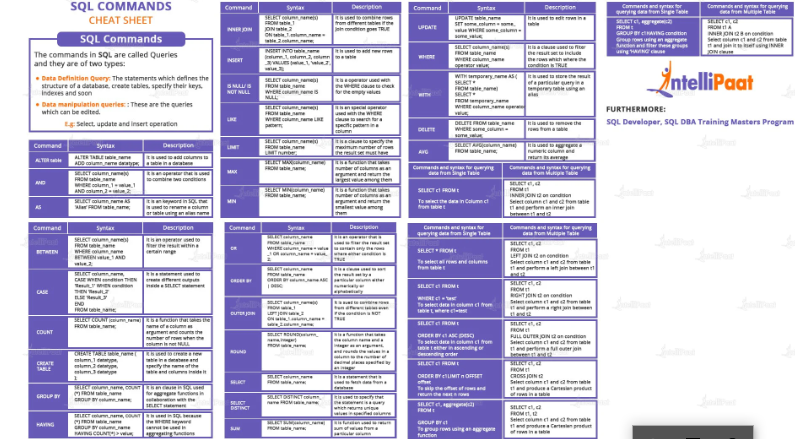 SQL COMMANDS
CHEAT SHEET
SQL Commands
The commands in SQL are called Queries
and they are of two types:
Data Definition Query: The statements which defines the
structure of a database, create tables, specify their keys,
indexes and soon
Data manipulation queries: : These are the queries
which can be edited.
E.g: Select, update and insert operation
Command Syntax Description
ALTER table
ALTER TABLE table_name
ADD column_name datatype;
It is used to add columns to
a table in a database
AND
SELECT column_name(s)
FROM table_name
WHERE column_1 = value_1
AND column_2 = value_2;
It is an operator that is used
to combine two conditions
AS
SELECT column_name AS
'Alias' FROM table_name;
It is an keyword in SQL that
is used to rename a column
or table using an alias name
Command Syntax Description
BETWEEN
SELECT column_name(s)
FROM table_name
WHERE column_name
BETWEEN value_1 AND
value_2;
It is an operator used to
filter the result within a
certain range
CASE
SELECT column_name,
CASE WHEN condition THEN
'Result_1' WHEN condition
THEN 'Result_2'
ELSE 'Result_3'
END
FROM table_name;
It is a statement used to
create different outputs
inside a SELECT statement
COUNT
SELECT COUNT (column_name)
FROM table_name;
It is a function that takes the
name of a column as
argument and counts the
number of rows when the
column is not NULL
CREATE
TABLE
CREATE TABLE table_name (
column_1 datatype,
column_2 datatype,
column_3 datatype
);
It is used to create a new
table in a database and
specify the name of the
table and columns inside it
GROUP BY
SELECT column_name, COUNT
(*) FROM table_name
GROUP BY column_name;
It is an clause in SQL used
for aggregate functions in
collaboration with the
SELECT statement
HAVING
SELECT column_name, COUNT
(*) FROM table_name
GROUP BY column_name
HAVING COUNT(*) > value;
It is used in SQL because
the WHERE keyword
cannot be used in
aggregating functions
Command Syntax Description
INNER JOIN
SELECT column_name(s)
FROM table_1
JOIN table_2
ON table_1.column_name =
table_2.column_name;
It is used to combine rows
from different tables if the
join condition goes TRUE
INSERT
INSERT INTO table_name
(column_1, column_2, column
_3) VALUES (value_1, 'value_2',
value_3);
It is used to add new rows
to a table
IS NULL/ IS
NOT NULL
SELECT column_name(s)
FROM table_name
WHERE column_name IS
NULL;
It is a operator used with
the WHERE clause to check
for the empty values
LIKE
SELECT column_name(s)
FROM table_name
WHERE column_name LIKE
pattern;
It is an special operator
used with the WHERE
clause to search for a
specific pattern in a
column
LIMIT
SELECT column_name(s)
FROM table_name
LIMIT number;
It is a clause to specify the
maximum number of rows
the result set must have
MAX
SELECT MAX(column_name)
FROM table_name;
It is a function that takes
number of columns as an
argument and return the
largest value among them
MIN
SELECT MIN(column_name)
FROM table_name;
It is a function that takes
number of columns as an
argument and return the
smallest value among
them
Command Syntax Description
OR
SELECT column_name
FROM table_name
WHERE column_name = value
_1 OR column_name = value_
2;
It is an operator that is
used to filter the result set
to contain only the rows
where either condition is
TRUE
ORDER BY
SELECT column_name
FROM table_name
ORDER BY column_name ASC
| DESC;
It is a clause used to sort
the result set by a
particular column either
numerically or
alphabetically
OUTER JOIN
SELECT column_name(s)
FROM table_1
LEFT JOIN table_2
ON table_1.column_name =
table_2.column_name;
It is used to combine rows
from different tables even
if the condition is NOT
TRUE
ROUND
SELECT ROUND(column_
name,integer)
FROM table_name;
It is a function that takes
the column name and a
integer as an argument,
and rounds the values in a
column to the number of
decimal places specified by
an integer
SELECT
SELECT column_name
FROM table_name;
It is a statement that is
used to fetch data from a
database
SELECT
DISTINCT
SELECT DISTINCT column_
name FROM table_name;
It is used to specify that
the statement is a query
which returns unique
values in specified columns
SUM
SELECT SUM(column_name)
FROM table_name;
It is function used to return
sum of values from a
particular column
UPDATE
UPDATE table_name
SET some_column = some_
value WHERE some_column =
some_value;
It is used to edit rows in a
table
WHERE
SELECT column_name(s)
FROM table_name
WHERE column_name
operator value;
It is a clause used to filter
the result set to include
the rows which where the
condition is TRUE
WITH
WITH temporary_name AS (
SELECT *
FROM table_name)
SELECT *
FROM temporary_name
WHERE column_name operator
value;
It is used to store the result
of a particular query in a
temporary table using an
alias
DELETE
DELETE FROM table_name
WHERE some_column =
some_value;
It is used to remove the
rows from a table
AVG
SELECT AVG(column_name)
FROM table_name;
It is used to aggregate a
numeric column and
return its average
Commands and syntax for querying
data from Single Table
Commands and syntax for querying
data from Multiple Table
SELECT c1 FROM t
To select the data in Column c1
from table t
SELECT c1, c2
FROM t1
INNER JOIN t2 on condition
Select column c1 and c2 from table
t1 and perform an inner join
between t1 and t2
Commands and syntax for
querying data from Single Table
Commands and syntax for querying
data from Multiple Table
SELECT * FROM t
To select all rows and columns
from table t
SELECT c1, c2
FROM t1
LEFT JOIN t2 on condition
Select column c1 and c2 from table
t1 and perform a left join between t1
and t2
SELECT c1 FROM t
WHERE c1 = 'test'
To select data in column c1 from
table t, where c1=test
SELECT c1, c2
FROM t1
RIGHT JOIN t2 on condition
Select column c1 and c2 from table
t1 and perform a right join between
t1 and t2
SELECT c1 FROM t
ORDER BY c1 ASC (DESC)
To select data in column c1 from
table t either in ascending or
descending order
SELECT c1, c2
FROM t1
FULL OUTER JOIN t2 on condition
Select column c1 and c2 from table
t1 and perform a full outer join
between t1 and t2
SELECT c1 FROM t
ORDER BY c1 LIMIT n OFFSET
offset
To skip the offset of rows and
return the next n rows
SELECT c1, c2
FROM t1
CROSS JOIN t2
Select column c1 and c2 from table
t1 and produce a Cartesian product
of rows in a table
SELECT c1, aggregate(c2)
FROM t
GROUP BY c1
To group rows using an aggregate
function
SELECT c1, c2
FROM t1, t2
Select column c1 and c2 from table
t1 and produce a Cartesian product
of rows in a table
Commands and syntax for
querying data from Single Table
Commands and syntax for querying
data from Multiple Table
SELECT c1, aggregate(c2)
FROM t
GROUP BY c1 HAVING condition
Group rows using an aggregate
function and filter these groups
using 'HAVING' clause
SELECT c1, c2
FROM t1 A
INNER JOIN t2 B on condition
Select column c1 and c2 from table
t1 and join it to itself using INNER
JOIN clause
IntelliPaat
FURTHERMORE:
SQL Developer, SQL DBA Training Masters Program